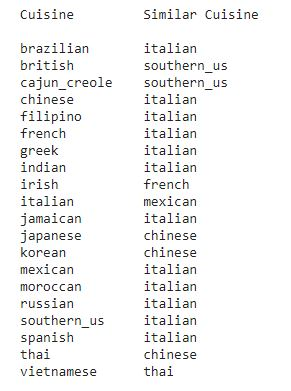 Cuisine Similar Cuisine
brazilian italian
british southern_us
cajun_creole southern_us
chinese italian
filipino italian
french italian
greek italian
indian italian
irish french
italian mexican
jamaican italian
japanese chinese
korean chinese
mexican italian
moroccan italian
russian italian
southern_us italian
spanish italian
thai chinese
vietnamese thai